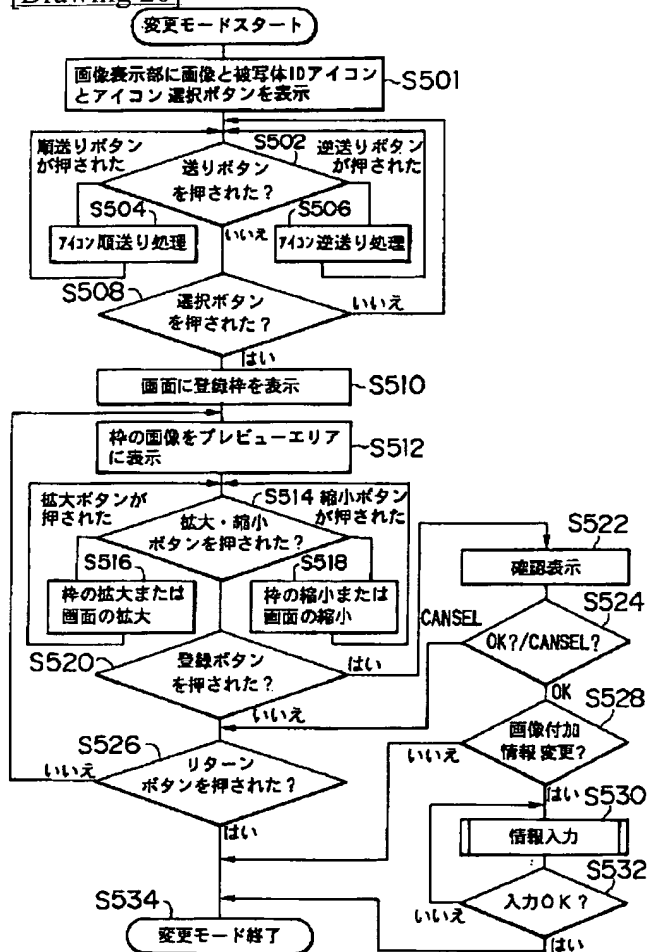 [Drawing 20]
変更モードスタート
画像表示部に画像と被写体IDアイコン
とアイコン選択ボタンを表示
S501
順送りボタン
が押された
S502
送りボタン
を押された?
逆送りボタン
が押された
S504
アイコン順送り処理
いいえ
S506
アイコン逆送り処理
S508
選択ボタン
を押された?
いいえ
はい
画面に登録枠を表示
S510
枠の画像をプレビューエリア
に表示
S512
拡大ボタンが
押された
S514
縮小ボタン
が押された
拡大・縮小
ボタンを押された?
S516
枠の拡大または
画面の拡大
S518
枠の縮小または
画面の縮小
S520
登録ボタン
を押された?
はい
いいえ
S522
確認表示
CANSEL
S524
OK?/CANSEL?
OK
S526
リターン
ボタンを押された?
いいえ
はい
S528
画像付加
情報変更?
いいえ
はい
S530
情報入力
S532
入力OK?
いいえ
はい
S534
変更モード終了